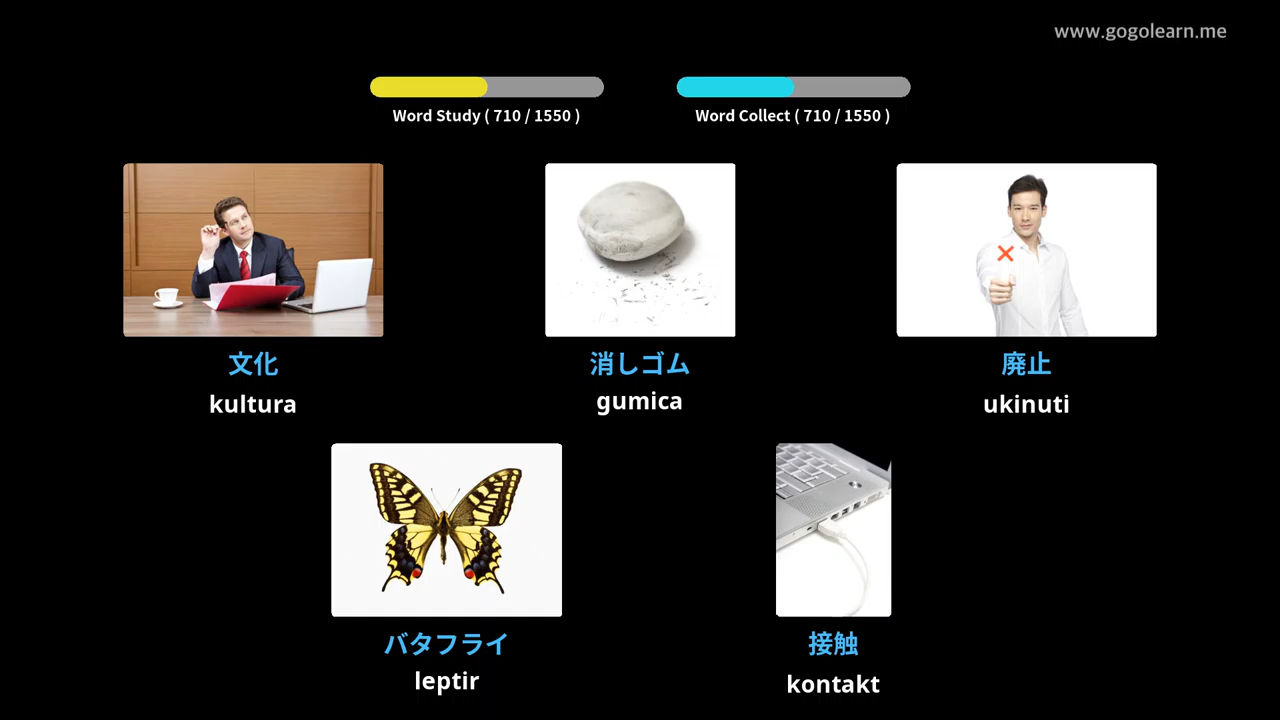 www.gogolearn.me
Word Study ( 710 / 1550 )
Word Collect ( 710 / 1550 )
文化
kultura
消しゴム
gumica
廃止
ukinuti
バタフライ
leptir
接触
kontakt